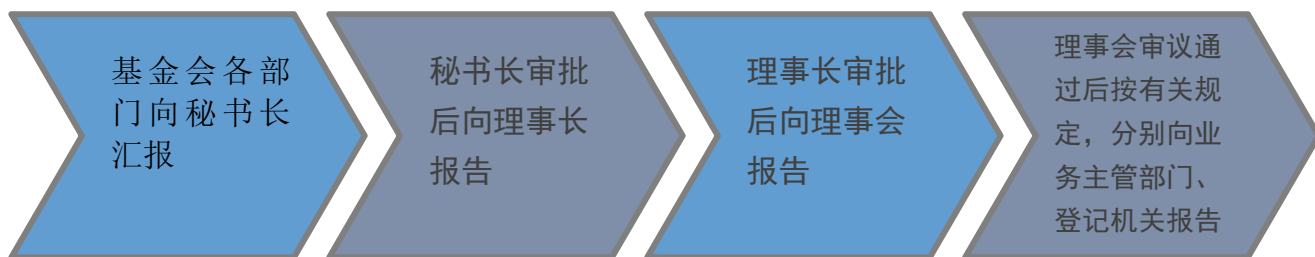 基金会各部
门向秘书长
汇报
秘书长审批
后向理事长
报告
理事长审批
后向理事会
报告
理事会审议通
过后按有关规
定，分别向业
务主管部门、
登记机关报告